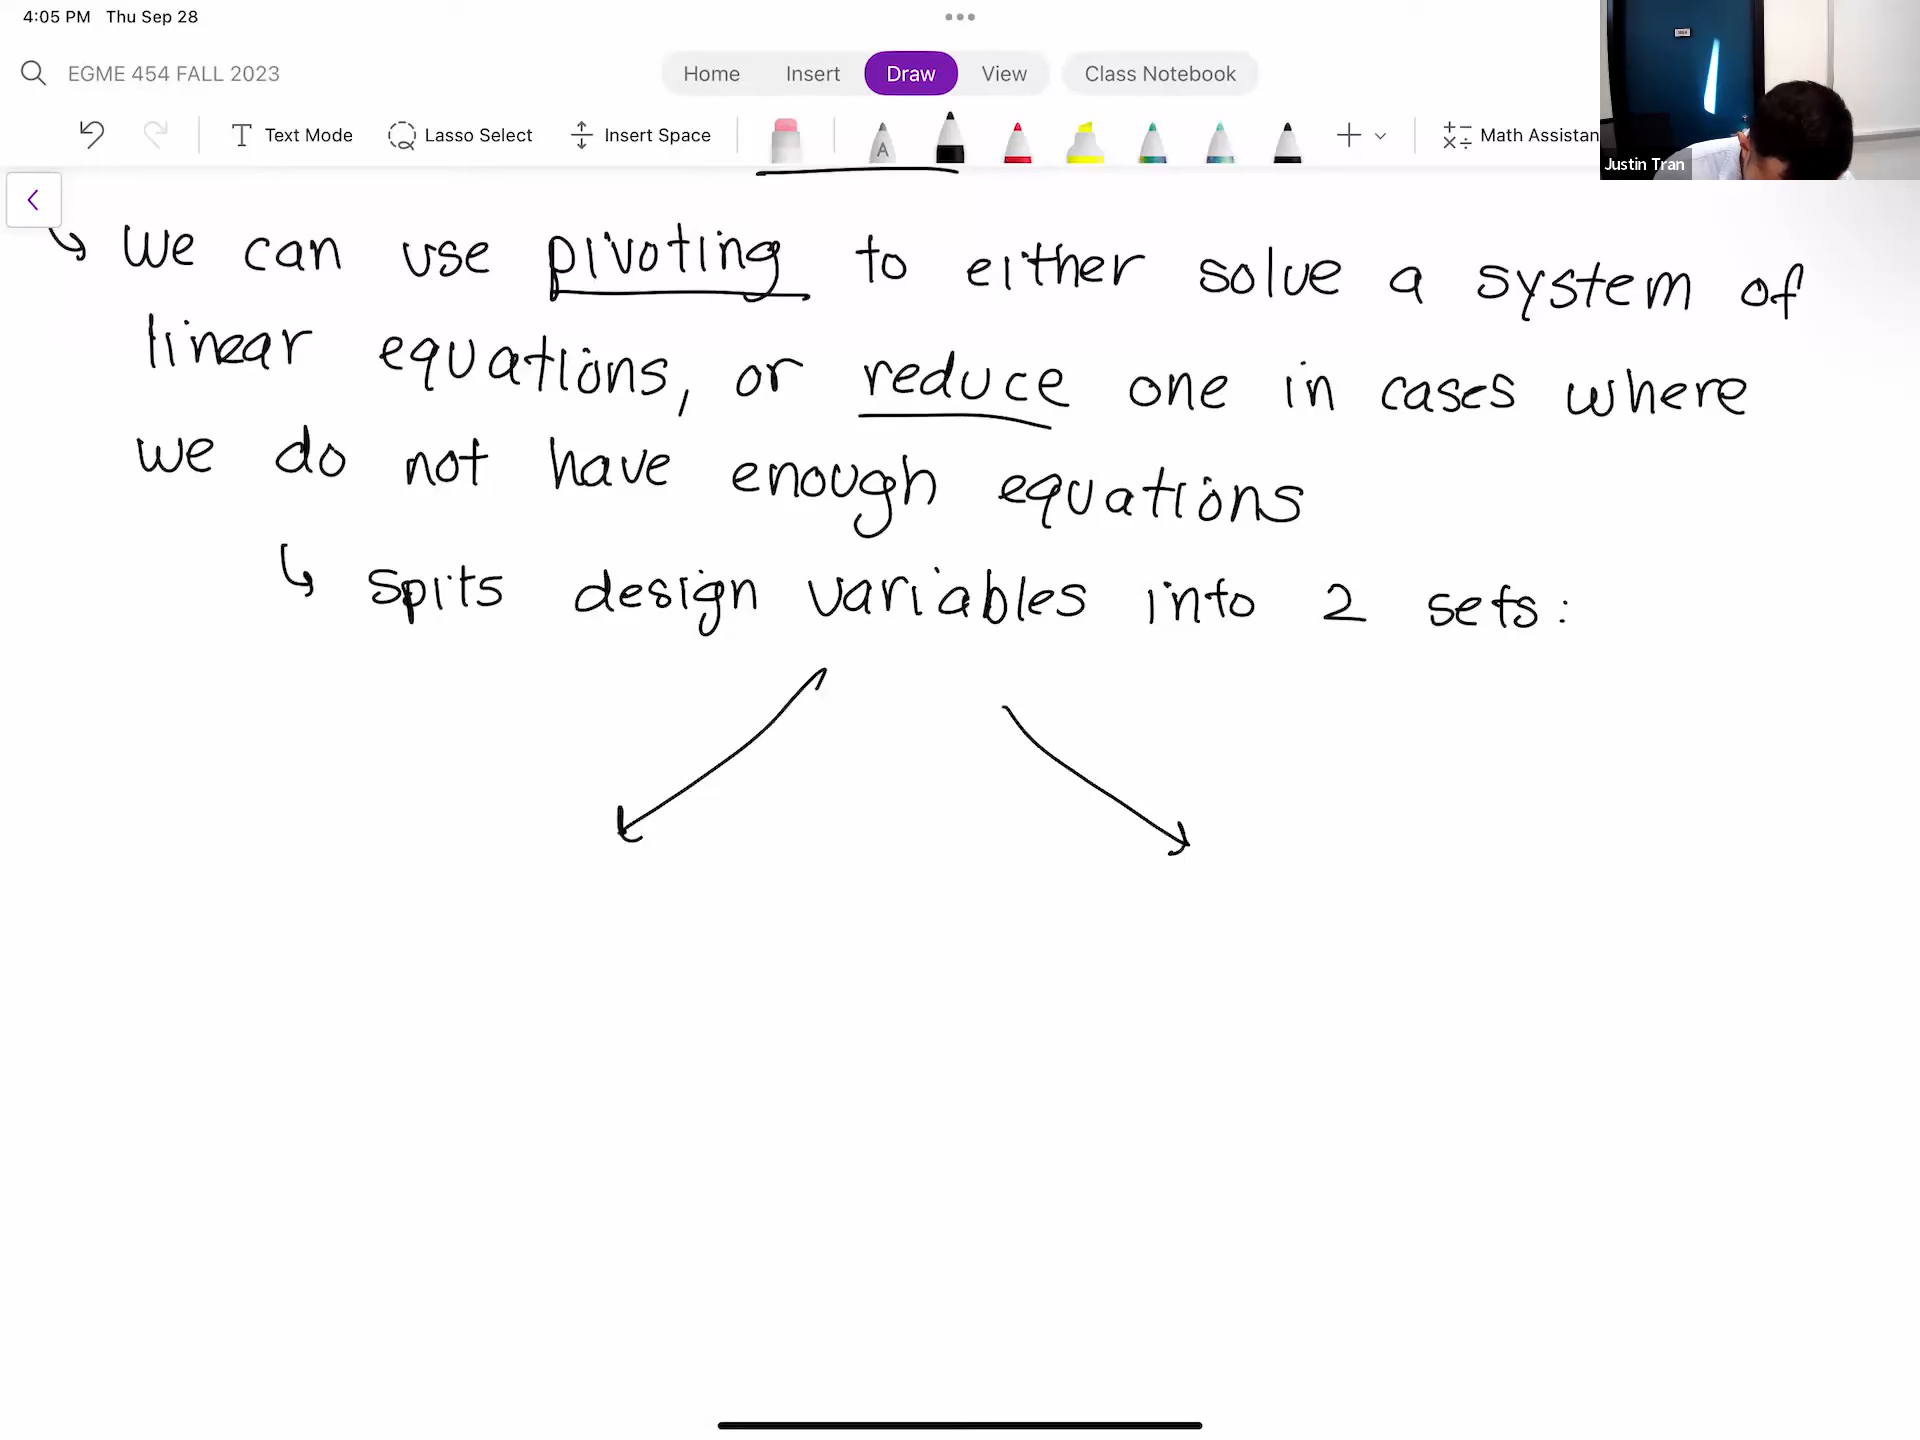 4:05 PM Thu Sep 28
EGME 454 FALL 2023
Home Insert Draw View Class Notebook
Text Mode Lasso Select Insert Space A Math Assistan
Justin Tran
we can use pivoting to either solve a system of
linear equations, or reduce one in cases where
we do not have enough equations
spits design variables into 2 sets: